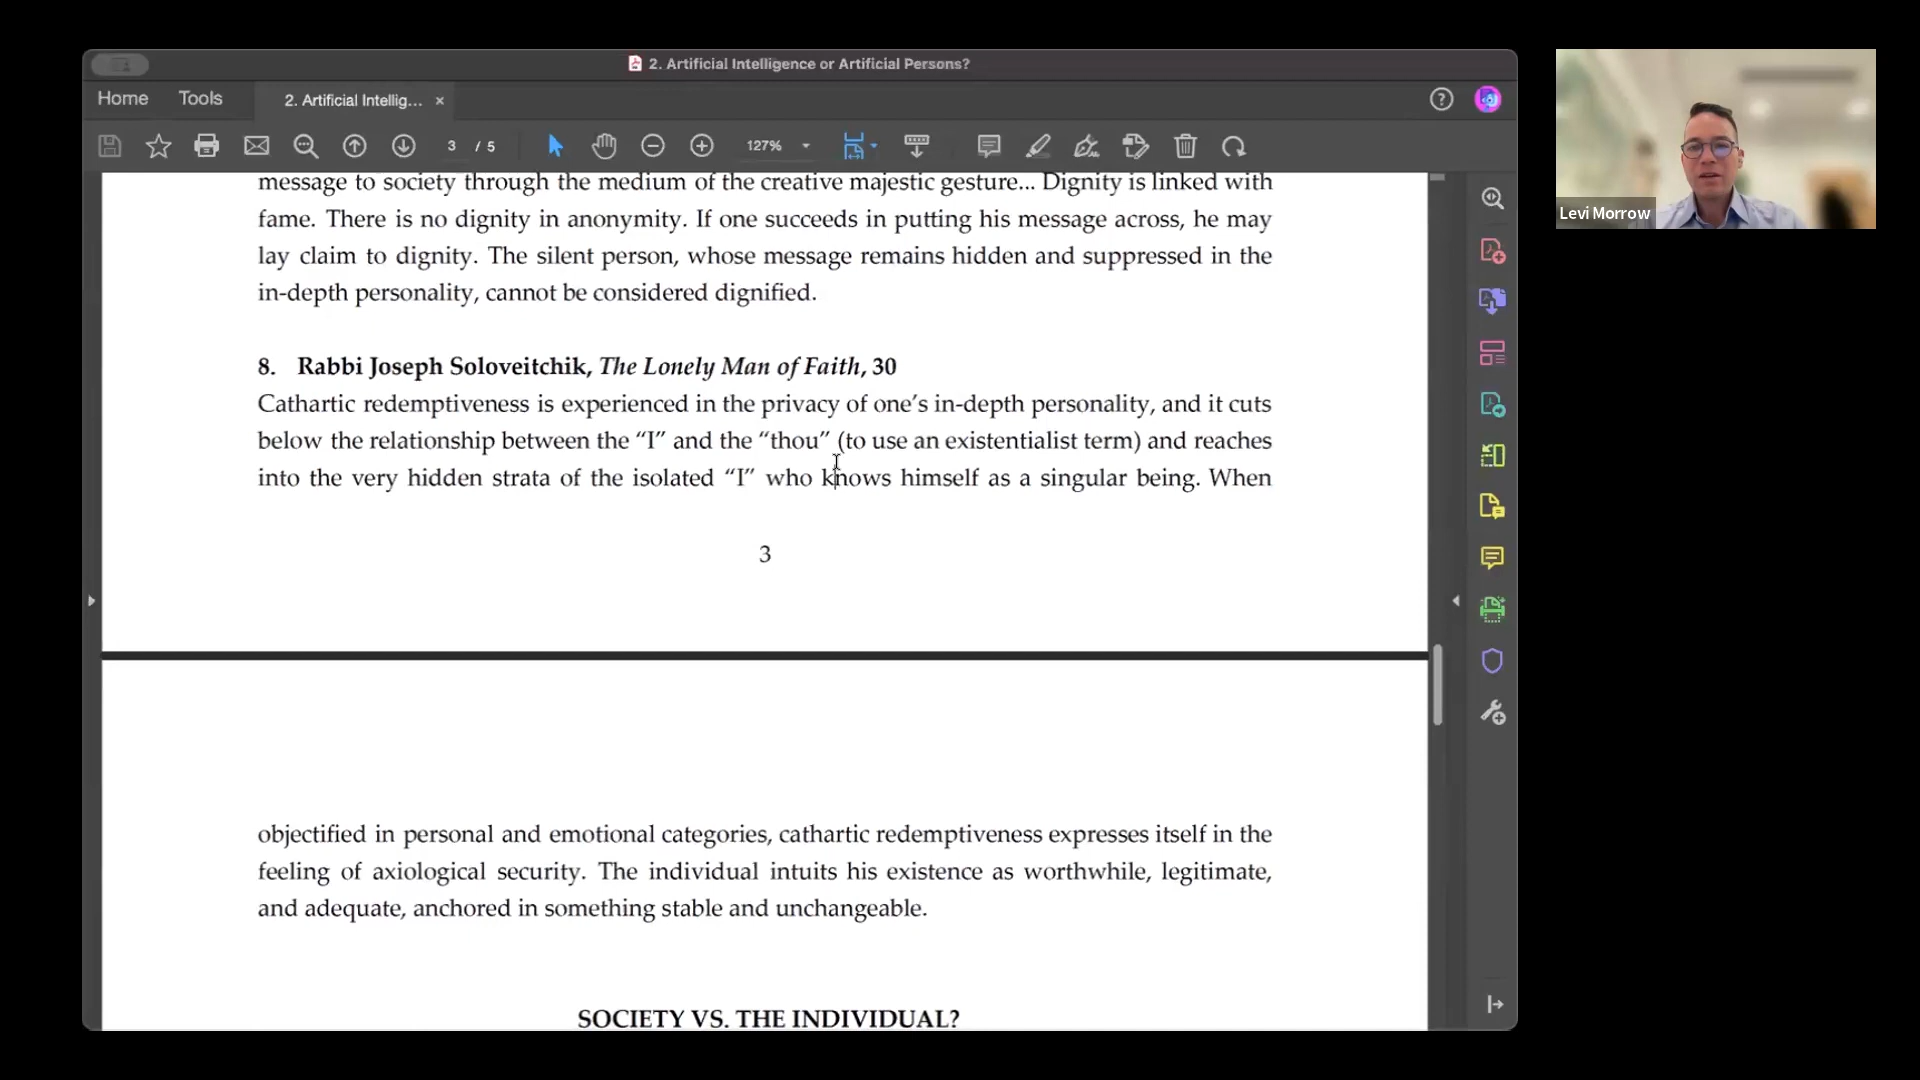 2. Artificial Intelligence or Artificial Persons?
Home Tools 2. Artificial Intellig... ×
3 / 5 127%
message to society through the medium of the creative majestic gesture... Dignity is linked with
fame. There is no dignity in anonymity. If one succeeds in putting his message across, he may
lay claim to dignity. The silent person, whose message remains hidden and suppressed in the
in-depth personality, cannot be considered dignified.
8. Rabbi Joseph Soloveitchik, The Lonely Man of Faith, 30
Cathartic redemptiveness is experienced in the privacy of one’s in-depth personality, and it cuts
below the relationship between the “I” and the “thou” (to use an existentialist term) and reaches
into the very hidden strata of the isolated “I” who knows himself as a singular being. When
3
objectified in personal and emotional categories, cathartic redemptiveness expresses itself in the
feeling of axiological security. The individual intuits his existence as worthwhile, legitimate,
and adequate, anchored in something stable and unchangeable.
SOCIETY VS. THE INDIVIDUAL?
Levi Morrow